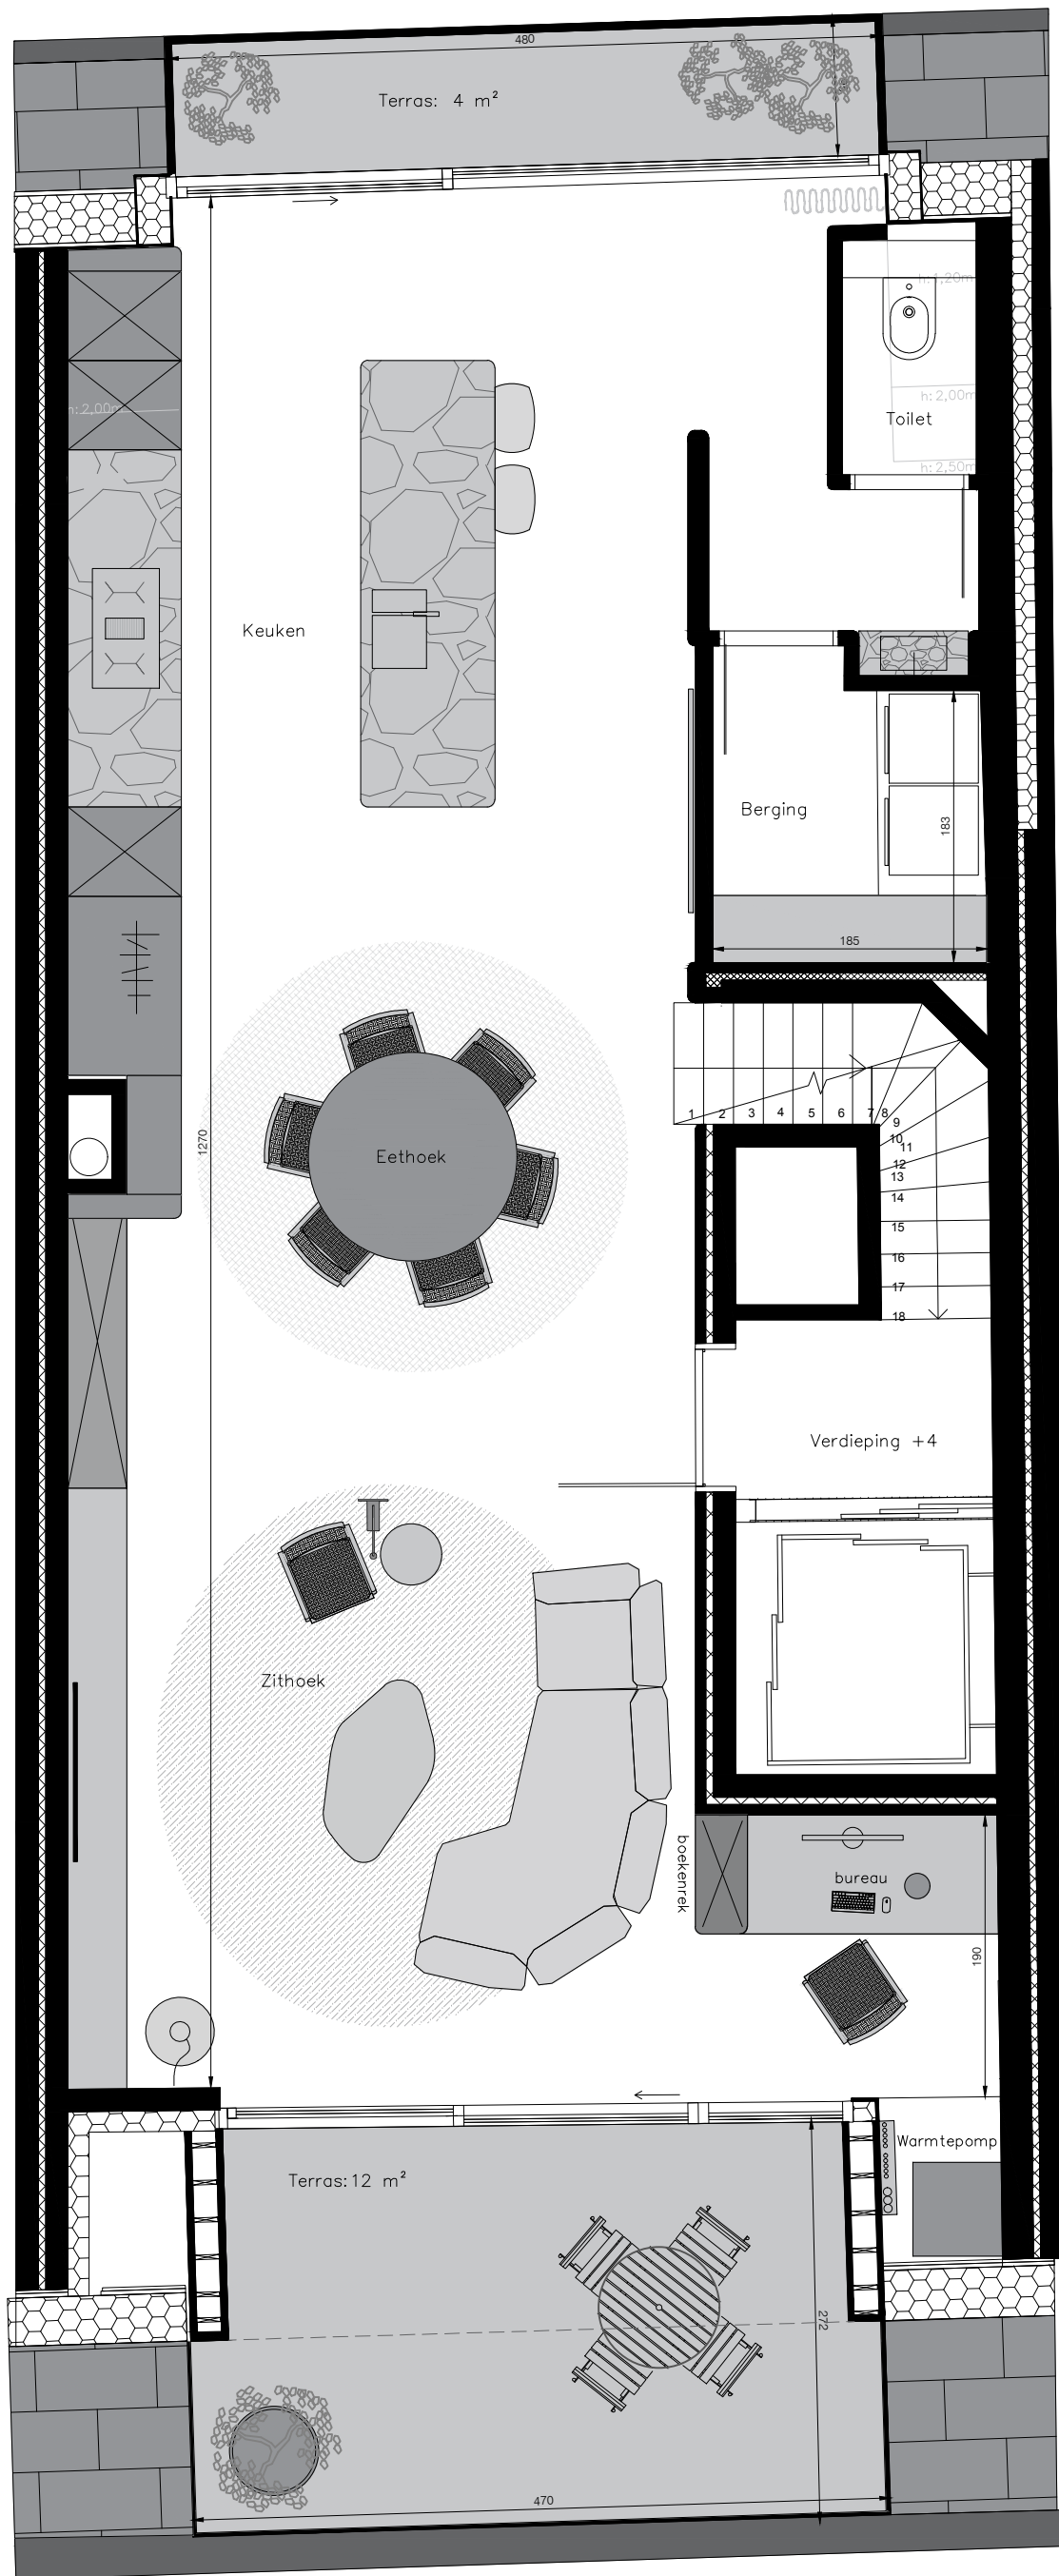 480
Terras: 4 m²
h:1,20m
h:2,00m
h:2,00m
Toilet
h:2,50m
Keuken
Berging
183
185
1 2 3 4 5 6 7 8
9
10
11
12
13
14
15
16
17
18
1270
Eethoek
Verdieping +4
Zithoek
boekenrek
bureau
190
Warmtepomp
Terras:12 m²
272
470